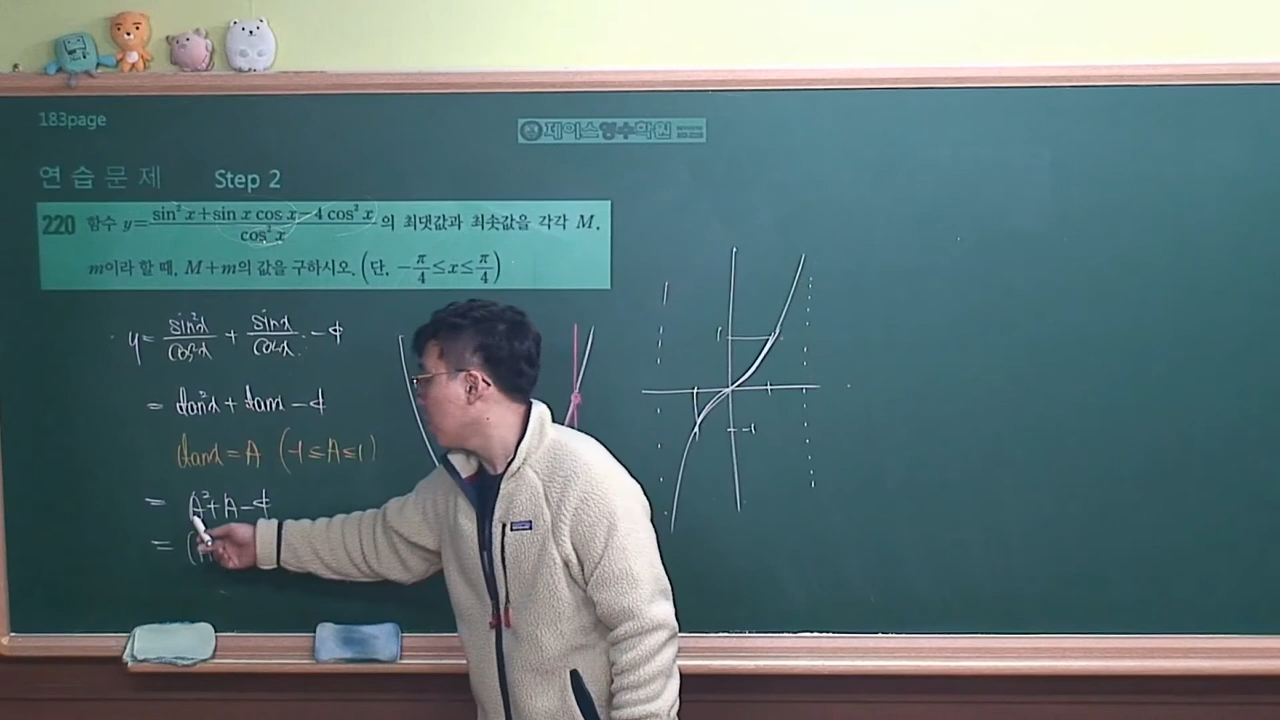 183page
제이스영수학원
연습문제 Step 2
220 함수 y=(sin²x+sin x cos x−4cos²x)/(cos²x)의 최댓값과 최솟값을 각각 M,
m이라 할 때, M+m의 값을 구하시오. (단, −π/4≤x≤π/4)
y= sin²x/cos²x + sinx/cosx −4
= tan²x + tanx −4
tanx=A (-1≤A≤1)
= A²+A−4
= (A
1
-1